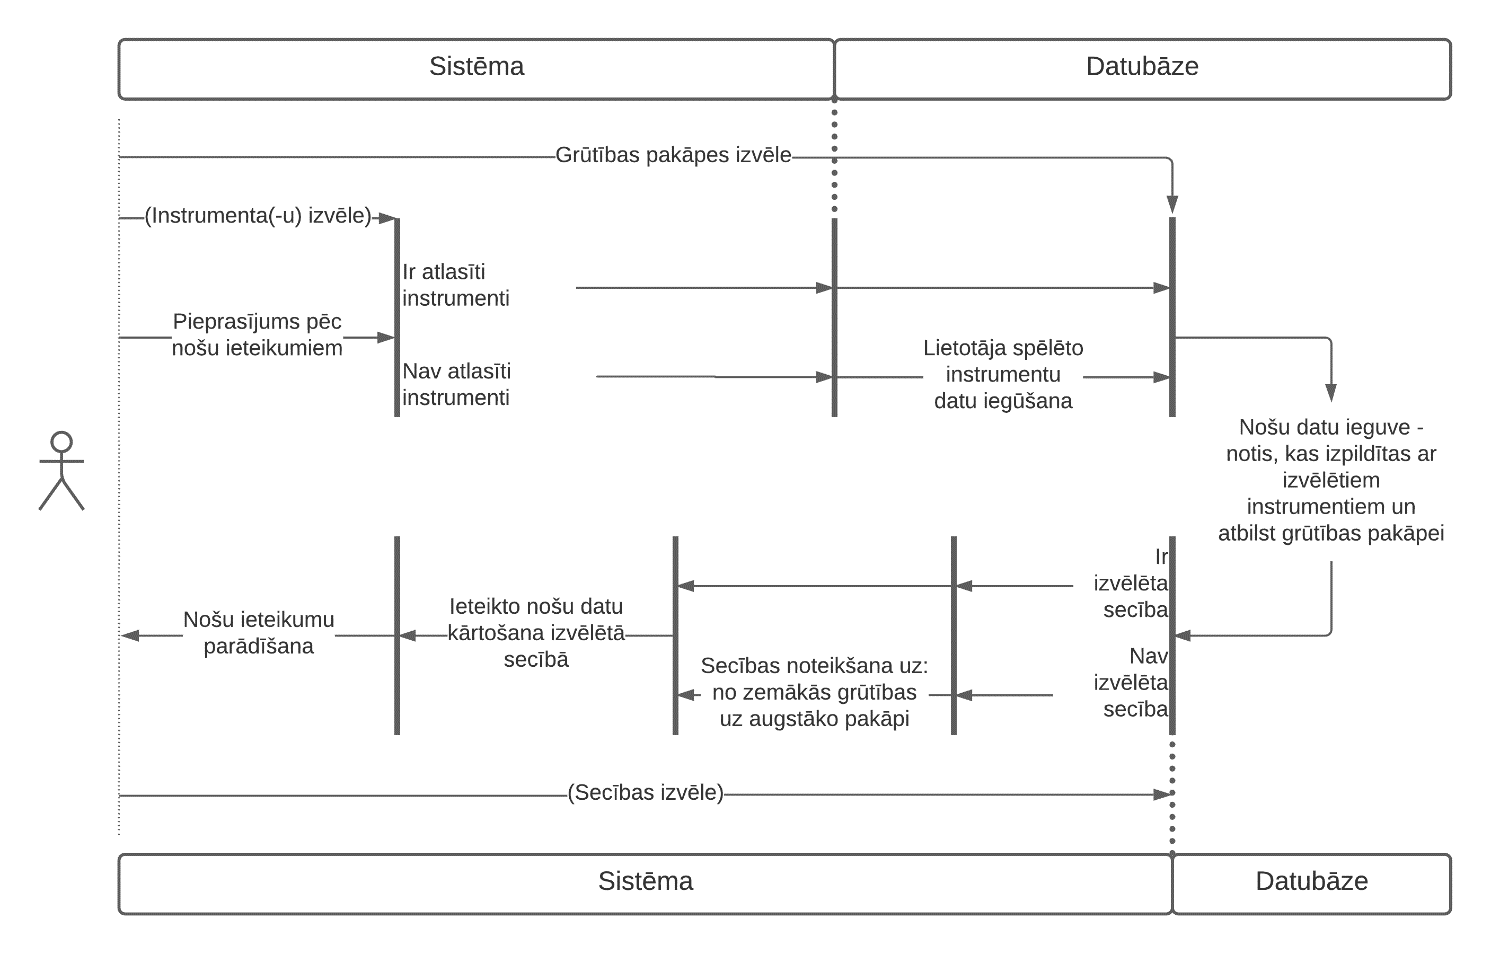 Sistēma
Datubāze
Grūtības pakāpes izvēle
(Instrumenta(-u) izvēle)
Ir atlasīti
instrumenti
Pieprasījums pēc
nošu ieteikumiem
Nav atlasīti
instrumenti
Lietotāja spēlēto
instrumentu
datu iegūšana
Nošu datu ieguve -
notis, kas izpildītas ar
izvēlētiem
instrumentiem un
atbilst grūtības pakāpei
Ir
izvēlēta
secība
Nav
izvēlēta
secība
Secības noteikšana uz:
no zemākās grūtības
uz augstāko pakāpi
Ieteikto nošu datu
kārtošana izvēlētā
secībā
Nošu ieteikumu
parādīšana
(Secības izvēle)
Sistēma
Datubāze